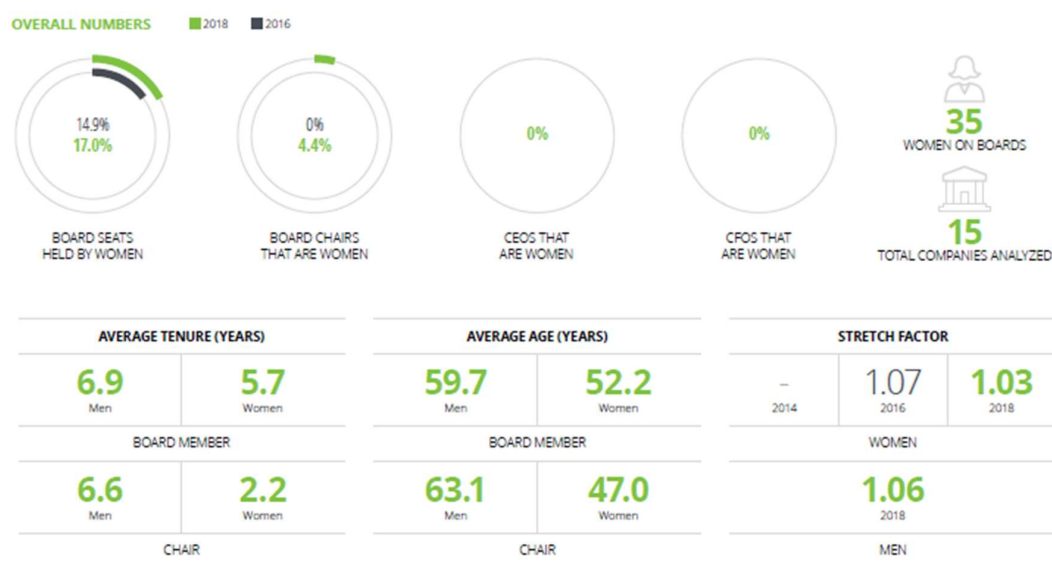 OVERALL NUMBERS 2018 2016
14.9%
17.0%
BOARD SEATS
HELD BY WOMEN
0%
4.4%
BOARD CHAIRS
THAT ARE WOMEN
0%
CEOS THAT
ARE WOMEN
0%
CFOS THAT
ARE WOMEN
35
WOMEN ON BOARDS
15
TOTAL COMPANIES ANALYZED
AVERAGE TENURE (YEARS)
6.9 5.7
Men Women
BOARD MEMBER
6.6 2.2
Men Women
CHAIR
AVERAGE AGE (YEARS)
59.7 52.2
Men Women
BOARD MEMBER
63.1 47.0
Men Women
CHAIR
STRETCH FACTOR
– 1.07 1.03
2014 2016 2018
WOMEN
1.06
2018
MEN